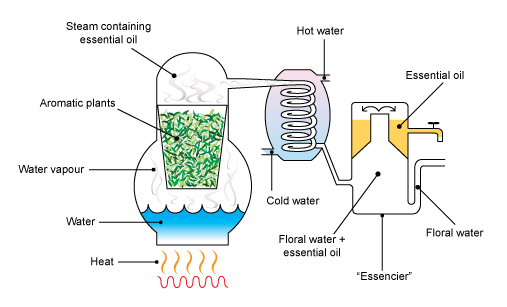 Steam containing
essential oil
Hot water
Essential oil
Aromatic plants
Water vapour
Cold water
Water
Floral water +
essential oil
Floral water
Heat
“Essencier”